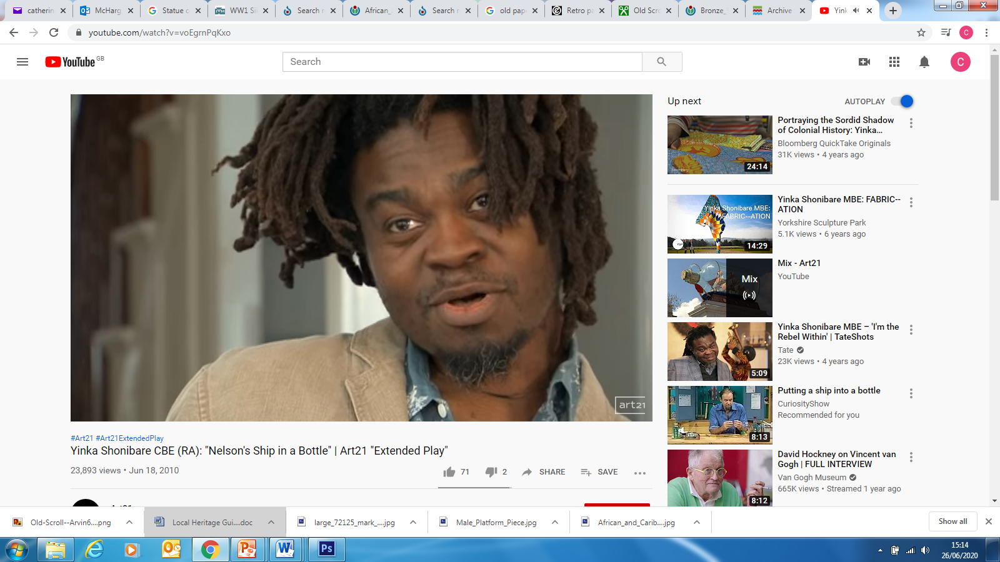 catherin
McHarg
Statue c
WW1 Si
Search r
African_
Search r
old pap
Retro pa
Old Scro
Bronze_
Archive
Yink
youtube.com/watch?v=voEgrnPqKxo
C
YouTube GB
Search
C
art21
#Art21 #Art21ExtendedPlay
Yinka Shonibare CBE (RA): "Nelson's Ship in a Bottle" | Art21 "Extended Play"
23,893 views • Jun 18, 2010
71
2
SHARE
SAVE
Up next
AUTOPLAY
Portraying the Sordid Shadow
of Colonial History: Yinka...
Bloomberg QuickTake Originals
31K views • 4 years ago
Bloomberg
24:14
Yinka Shonibare MBE: FABRIC--
ATION
Yorkshire Sculpture Park
5.1K views • 6 years ago
Yinka Shonibare MBE:
FABRIC--ATION
14:29
Mix - Art21
YouTube
Mix
Yinka Shonibare MBE – 'I'm the
Rebel Within' | TateShots
Tate
23K views • 4 years ago
5:09
Putting a ship into a bottle
CuriosityShow
Recommended for you
8:13
David Hockney on Vincent van
Gogh | FULL INTERVIEW
Van Gogh Museum
665K views • Streamed 1 year ago
8:12
Old-Scroll--Arvin6....png
Local Heritage Gui....doc
large_72125_mark_....jpg
Male_Platform_Piece.jpg
African_and_Carib....jpg
Show all
15:14
26/06/2020